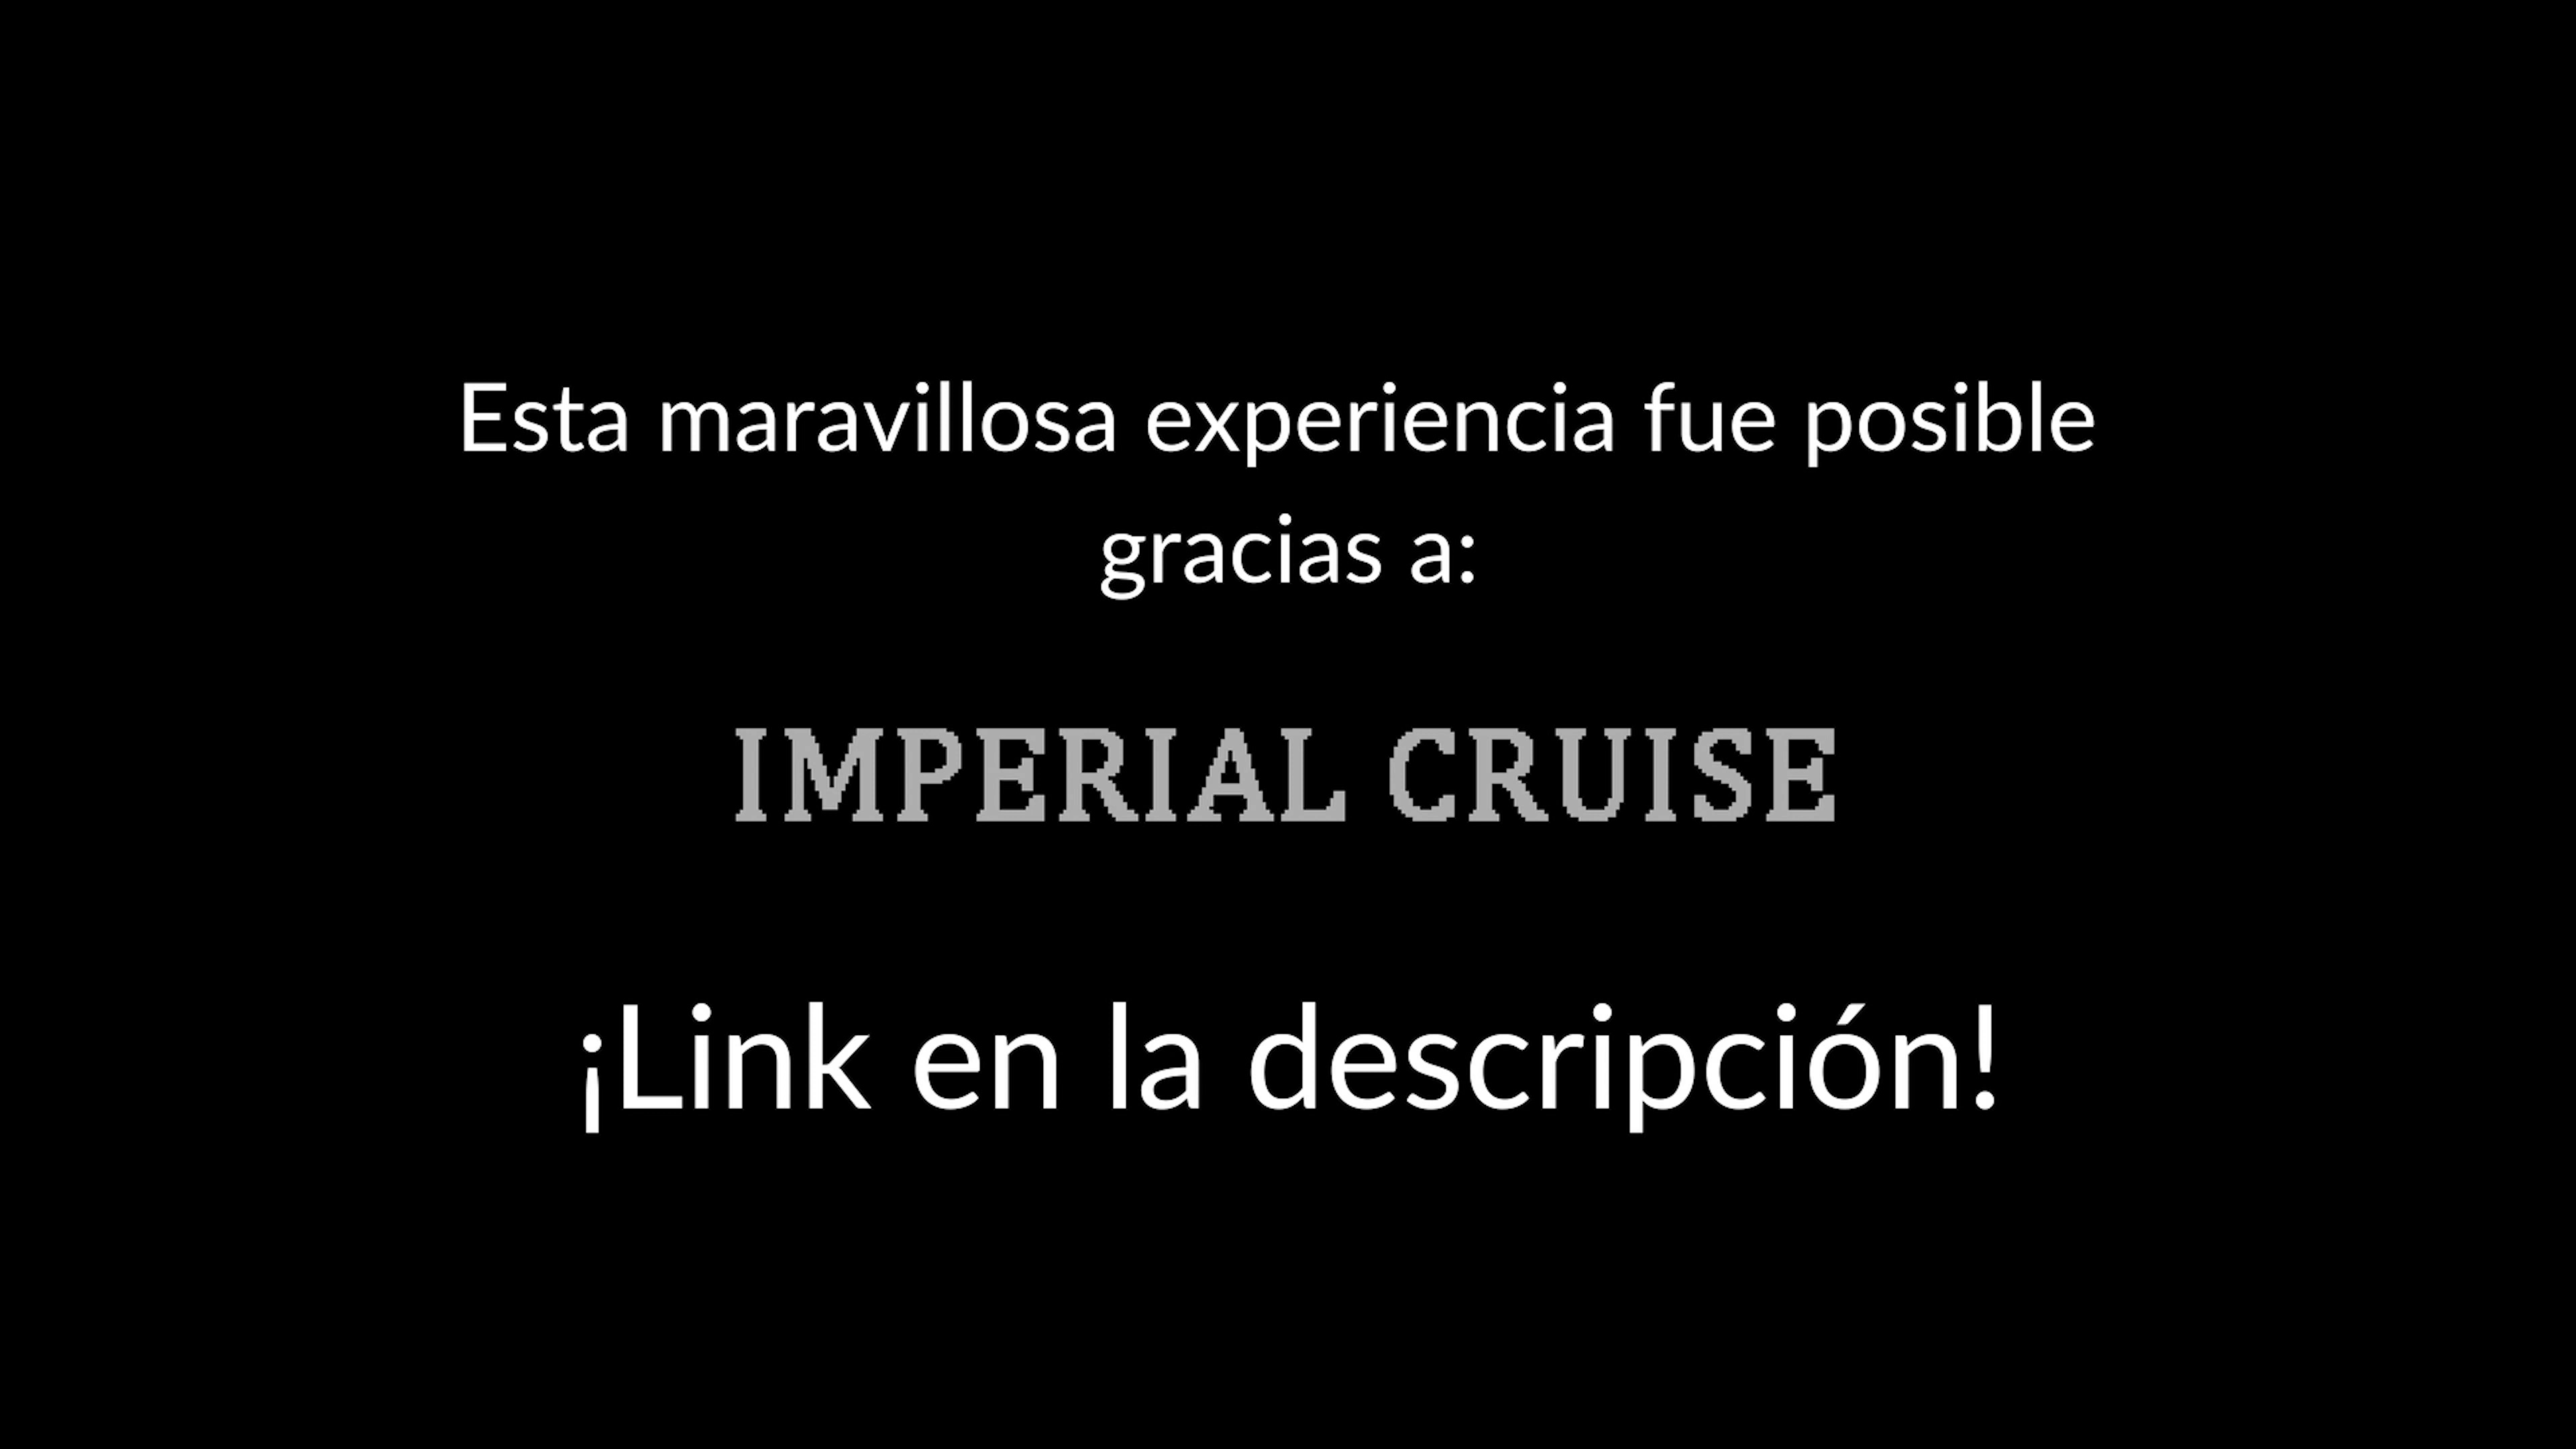 Esta maravillosa experiencia fue posible
gracias a:
IMPERIAL CRUISE
¡Link en la descripción!